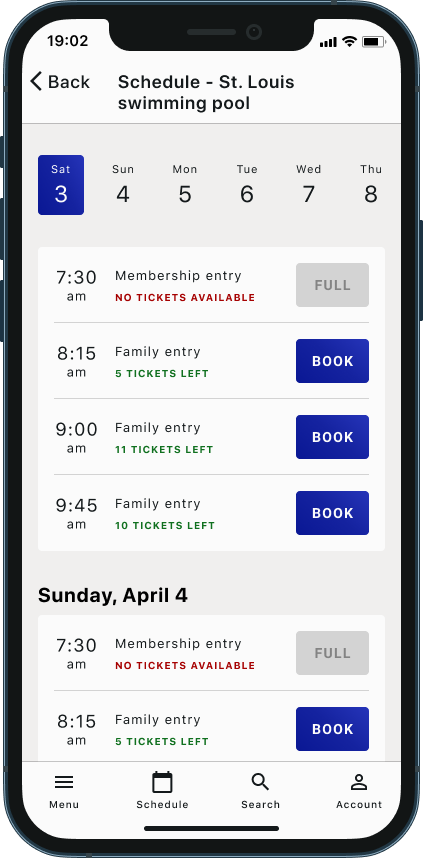 19:02
Back
Schedule - St. Louis
swimming pool
Sat Sun Mon Tue Wed Thu
3 4 5 6 7 8
7:30 am
Membership entry
NO TICKETS AVAILABLE
FULL
8:15 am
Family entry
5 TICKETS LEFT
BOOK
9:00 am
Family entry
11 TICKETS LEFT
BOOK
9:45 am
Family entry
10 TICKETS LEFT
BOOK
Sunday, April 4
7:30 am
Membership entry
NO TICKETS AVAILABLE
FULL
8:15 am
Family entry
5 TICKETS LEFT
BOOK
Menu Schedule Search Account